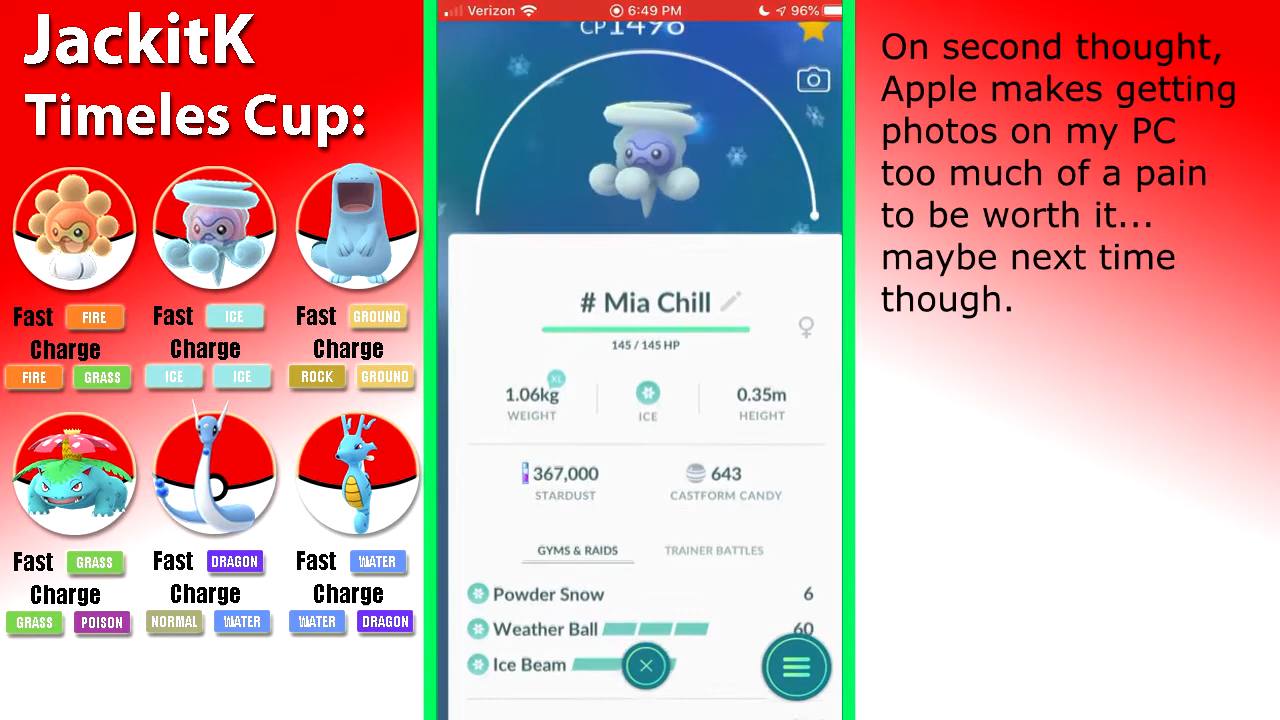 JackitK
Timeles Cup:
Fast FIRE
Charge
FIRE GRASS
Fast ICE
Charge
ICE ICE
Fast GROUND
Charge
ROCK GROUND
Fast GRASS
Charge
GRASS POISON
Fast DRAGON
Charge
NORMAL WATER
Fast WATER
Charge
WATER DRAGON
Verizon 6:49 PM 96%
CP1498
# Mia Chill
145 / 145 HP
XL
1.06kg ICE 0.35m
WEIGHT HEIGHT
367,000 643
STARDUST CASTFORM CANDY
GYMS & RAIDS TRAINER BATTLES
Powder Snow 6
Weather Ball 60
Ice Beam
On second thought,
Apple makes getting
photos on my PC
too much of a pain
to be worth it...
maybe next time
though.